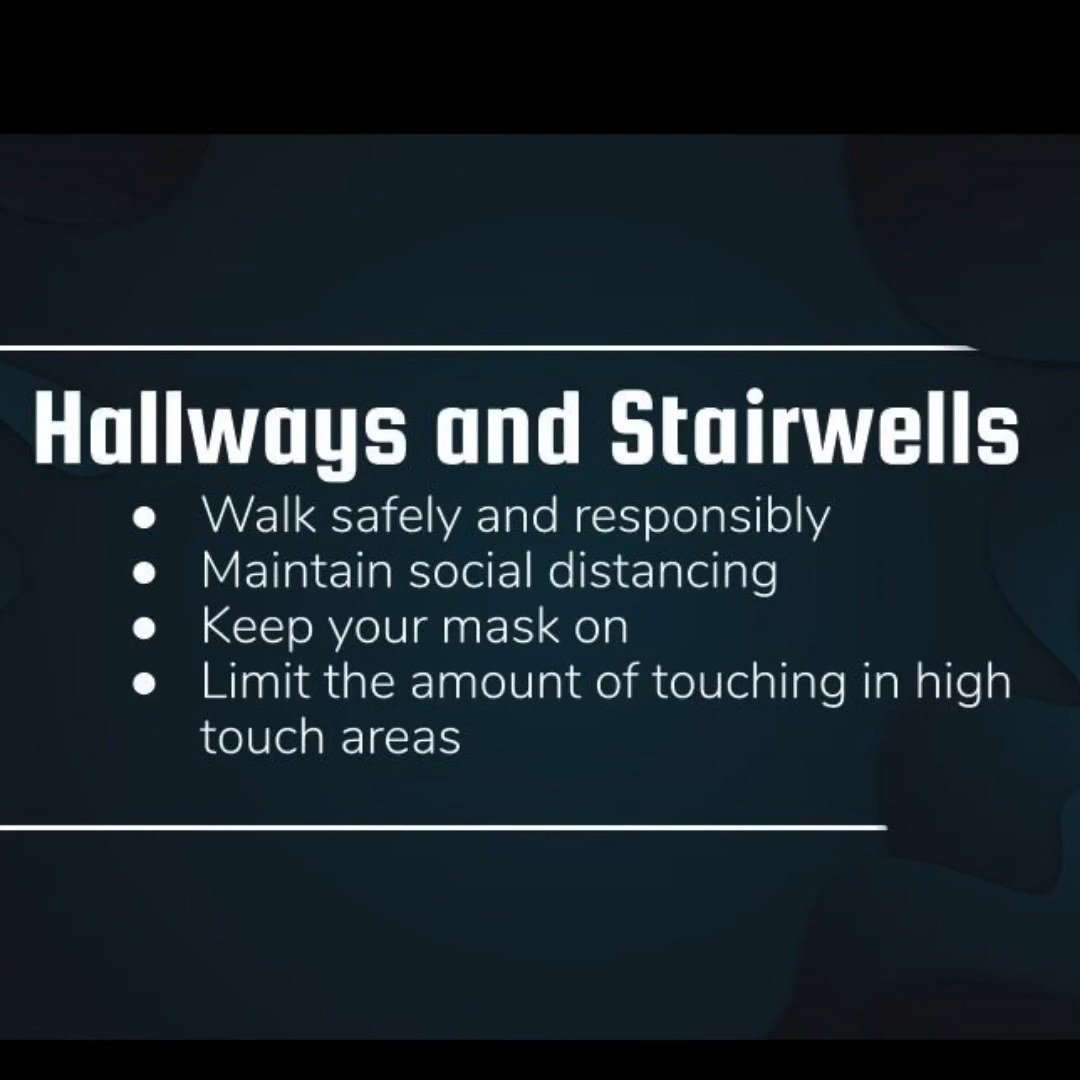 Hallways and Stairwells
● Walk safely and responsibly
● Maintain social distancing
● Keep your mask on
● Limit the amount of touching in high
touch areas